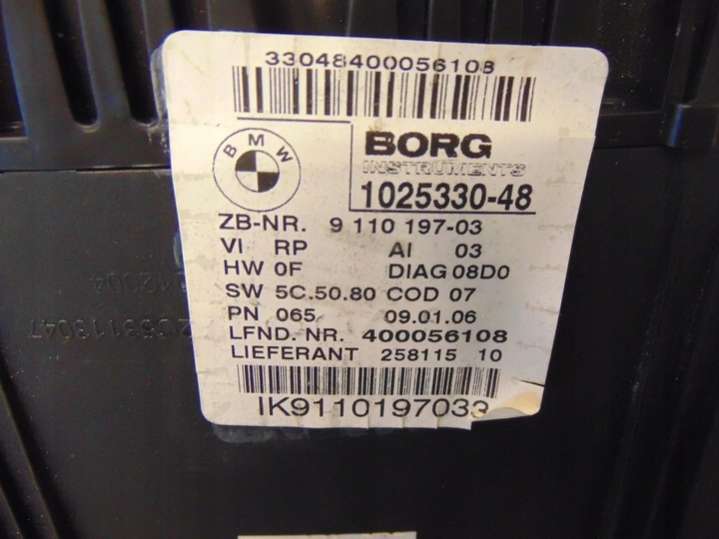 33048400056108
BMW
BORG
INSTRUMENTS
1025330-48
ZB-NR. 9 110 197-03
VI RP AI 03
HW 0F DIAG 08D0
SW 5C.50.80 COD 07
PN 065 09.01.06
LFND. NR. 400056108
LIEFERANT 258115 10
IK9110197033